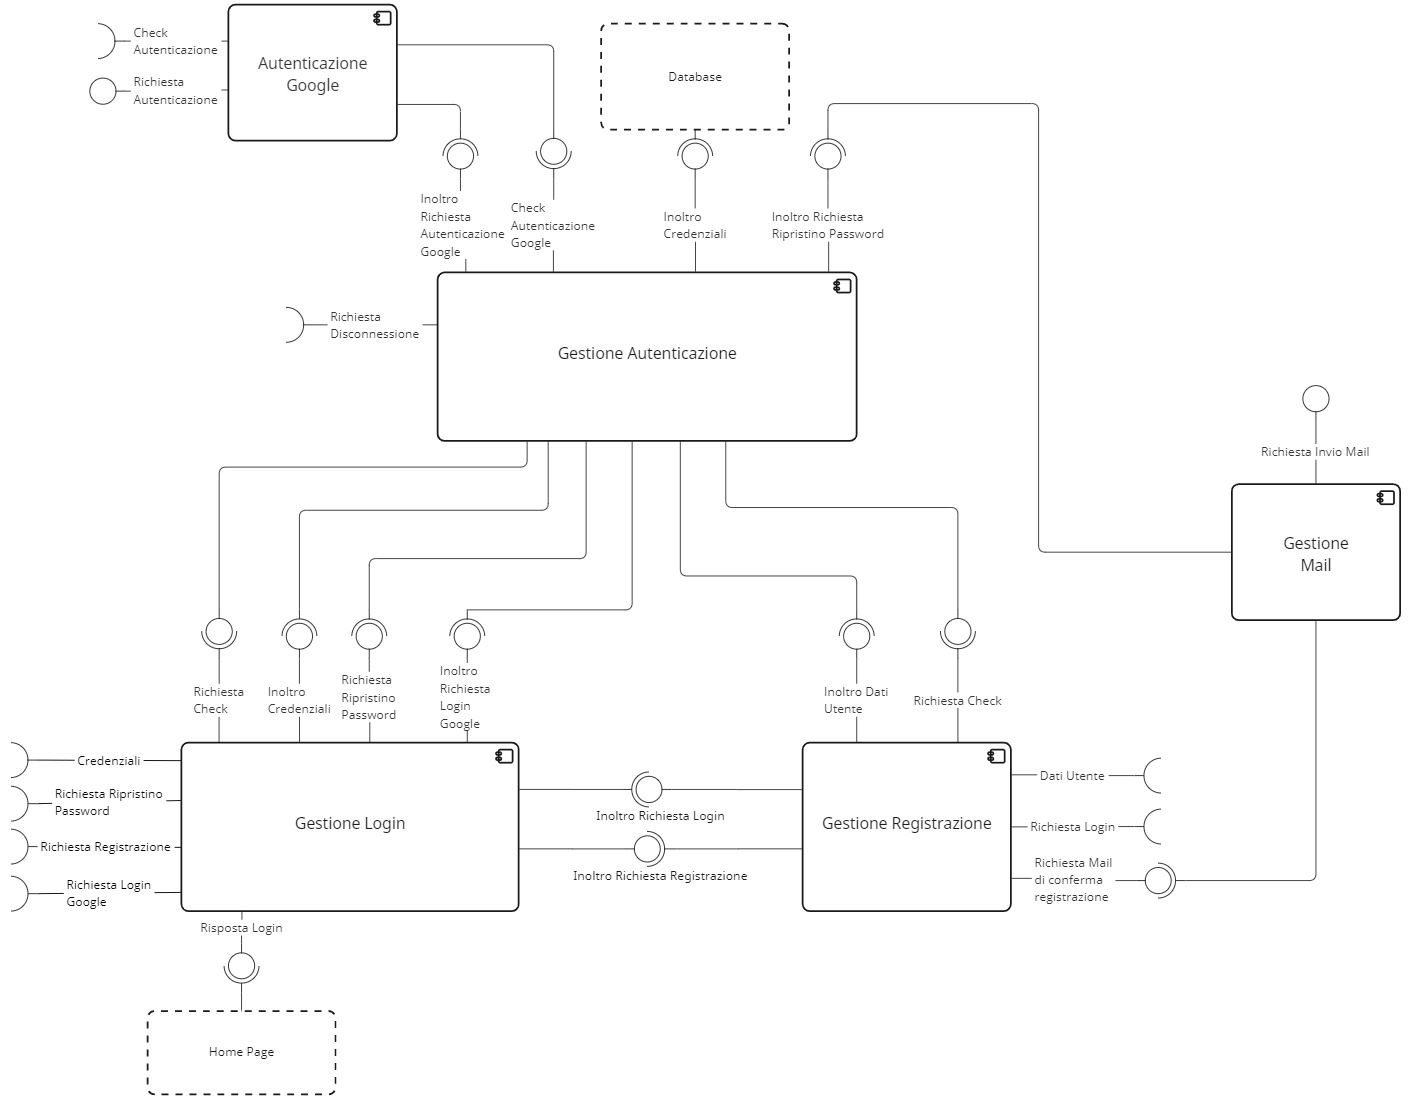 Check
Autenticazione
Richiesta
Autenticazione
Autenticazione
Google
Database
Inoltro
Richiesta
Autenticazione
Google
Check
Autenticazione
Google
Inoltro
Credenziali
Inoltro Richiesta
Ripristino Password
Richiesta
Disconnessione
Gestione Autenticazione
Richiesta Invio Mail
Gestione
Mail
Richiesta
Check
Inoltro
Credenziali
Richiesta
Ripristino
Password
Inoltro
Richiesta
Login
Google
Inoltro Dati
Utente
Richiesta Check
Credenziali
Richiesta Ripristino
Password
Richiesta Registrazione
Richiesta Login
Google
Gestione Login
Inoltro Richiesta Login
Inoltro Richiesta Registrazione
Gestione Registrazione
Dati Utente
Richiesta Login
Richiesta Mail
di conferma
registrazione
Risposta Login
Home Page